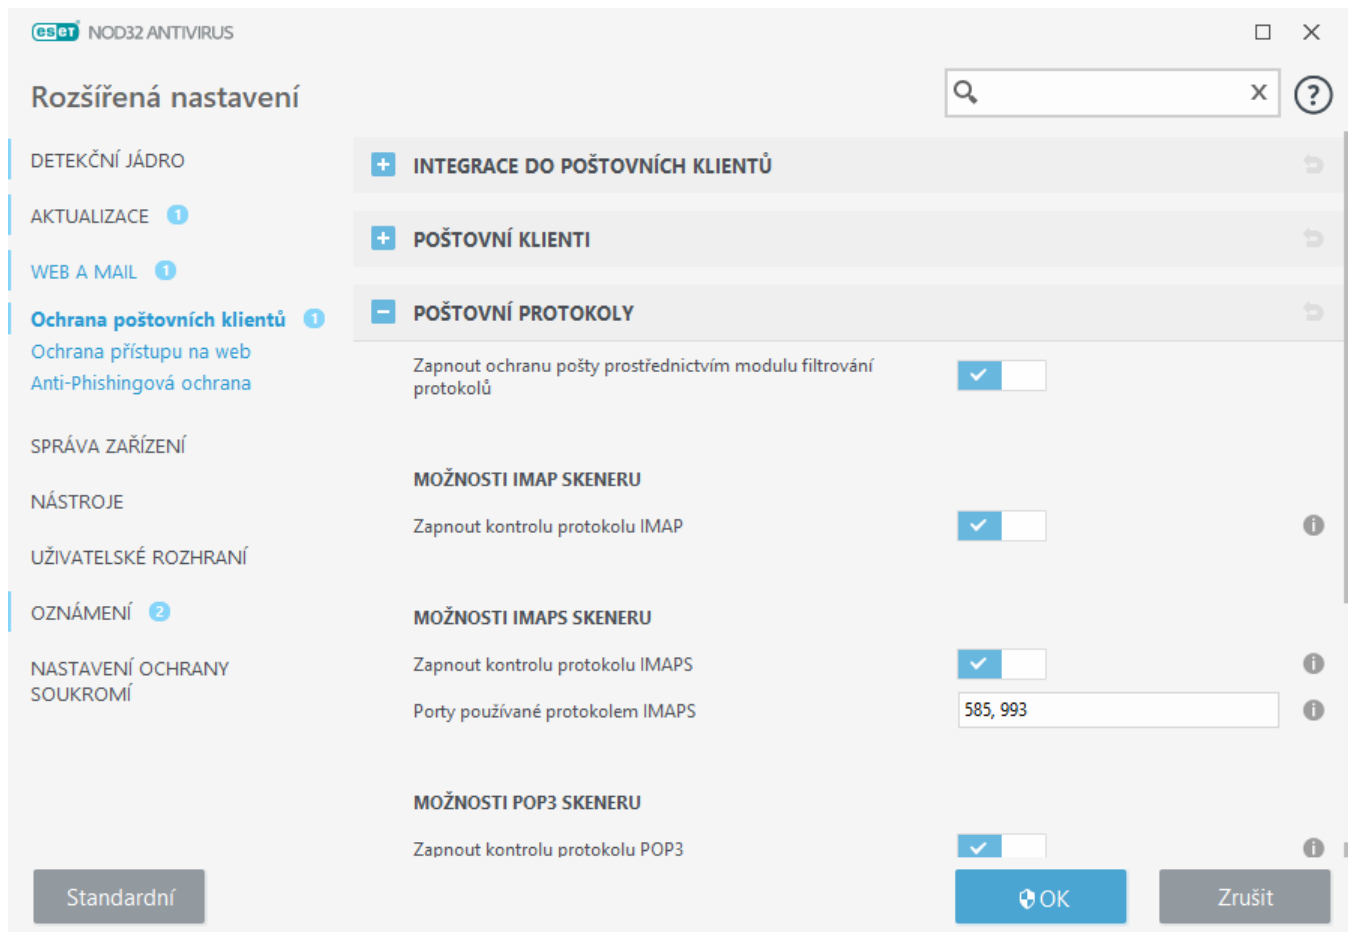 eset NOD32 ANTIVIRUS
Rozšířená nastavení
x
?
DETEKČNÍ JÁDRO
AKTUALIZACE 1
WEB A MAIL 1
Ochrana poštovních klientů 1
Ochrana přístupu na web
Anti-Phishingová ochrana
SPRÁVA ZAŘÍZENÍ
NÁSTROJE
UŽIVATELSKÉ ROZHRANÍ
OZNÁMENÍ 2
NASTAVENÍ OCHRANY
SOUKROMÍ
INTEGRACE DO POŠTOVNÍCH KLIENTŮ
POŠTOVNÍ KLIENTI
POŠTOVNÍ PROTOKOLY
Zapnout ochranu pošty prostřednictvím modulu filtrování
protokolů
MOŽNOSTI IMAP SKENERU
Zapnout kontrolu protokolu IMAP
MOŽNOSTI IMAPS SKENERU
Zapnout kontrolu protokolu IMAPS
Porty používané protokolem IMAPS 585, 993
MOŽNOSTI POP3 SKENERU
Zapnout kontrolu protokolu POP3
Standardní
OK
Zrušit